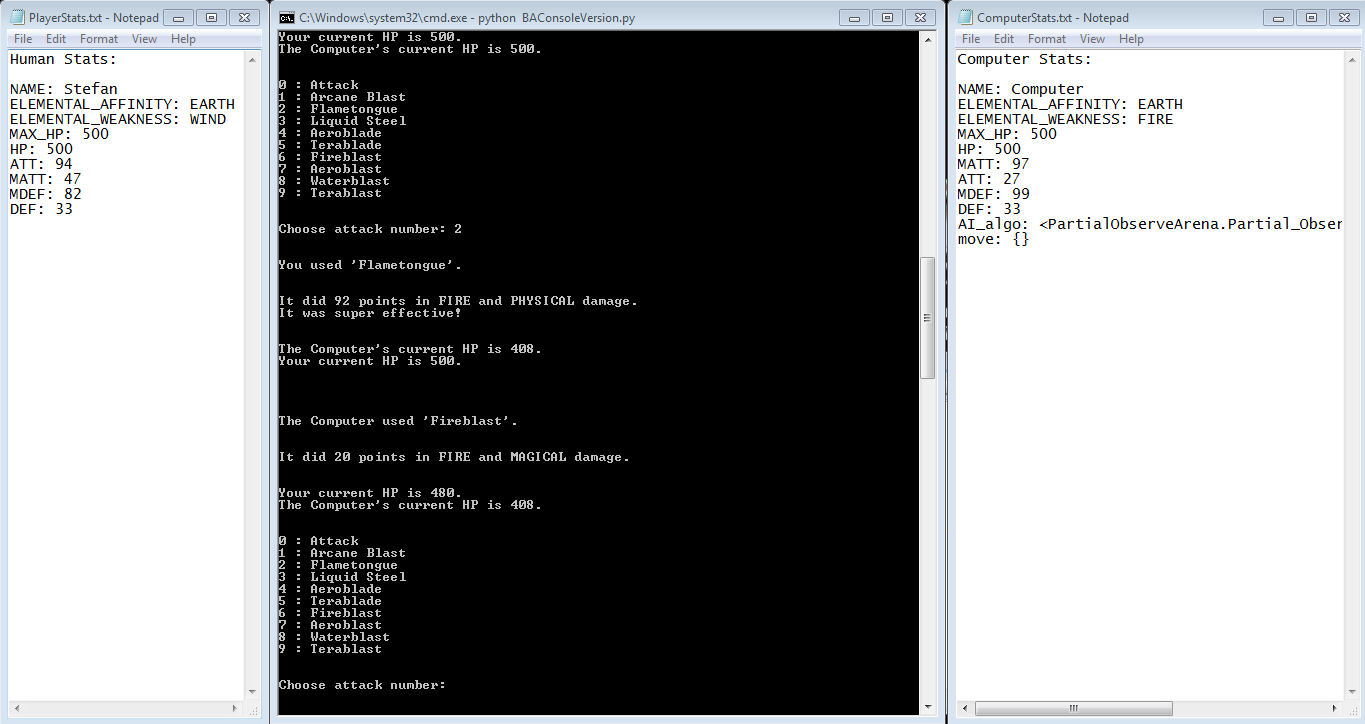 PlayerStats.txt - Notepad
File Edit Format View Help
Human Stats:
NAME: Stefan
ELEMENTAL_AFFINITY: EARTH
ELEMENTAL_WEAKNESS: WIND
MAX_HP: 500
HP: 500
ATT: 94
MATT: 47
MDEF: 82
DEF: 33
C:\Windows\system32\cmd.exe - python BAConsoleVersion.py
Your current HP is 500.
The Computer's current HP is 500.
0 : Attack
1 : Arcane Blast
2 : Flametongue
3 : Liquid Steel
4 : Aeroblade
5 : Terablade
6 : Fireblast
7 : Aeroblast
8 : Waterblast
9 : Terablast
Choose attack number: 2
You used 'Flametongue'.
It did 92 points in FIRE and PHYSICAL damage.
It was super effective!
The Computer's current HP is 408.
Your current HP is 500.
The Computer used 'Fireblast'.
It did 20 points in FIRE and MAGICAL damage.
Your current HP is 480.
The Computer's current HP is 408.
0 : Attack
1 : Arcane Blast
2 : Flametongue
3 : Liquid Steel
4 : Aeroblade
5 : Terablade
6 : Fireblast
7 : Aeroblast
8 : Waterblast
9 : Terablast
Choose attack number:
ComputerStats.txt - Notepad
File Edit Format View Help
Computer Stats:
NAME: Computer
ELEMENTAL_AFFINITY: EARTH
ELEMENTAL_WEAKNESS: FIRE
MAX_HP: 500
HP: 500
MATT: 97
ATT: 27
MDEF: 99
DEF: 33
AI_algo: <PartialObserveArena.Partial_Obser
move: {}